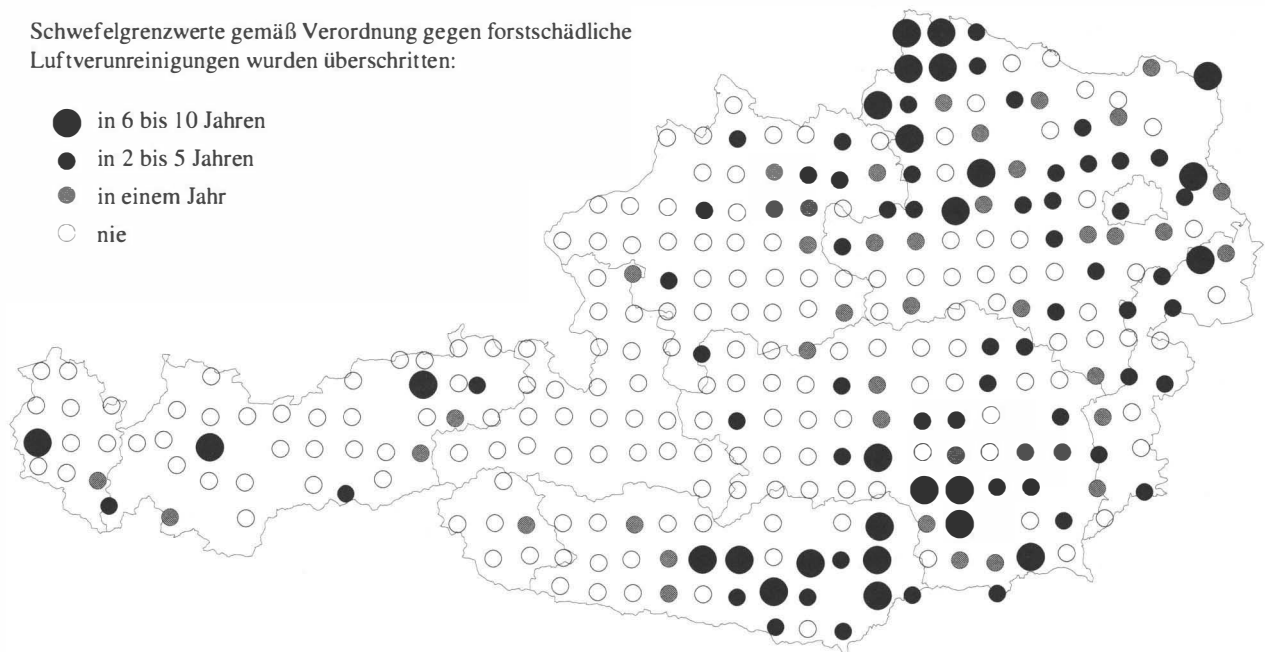 Schwefelgrenzwerte gemäß Verordnung gegen forstschädliche
Luftverunreinigungen wurden überschritten:
in 6 bis 10 Jahren
in 2 bis 5 Jahren
in einem Jahr
nie